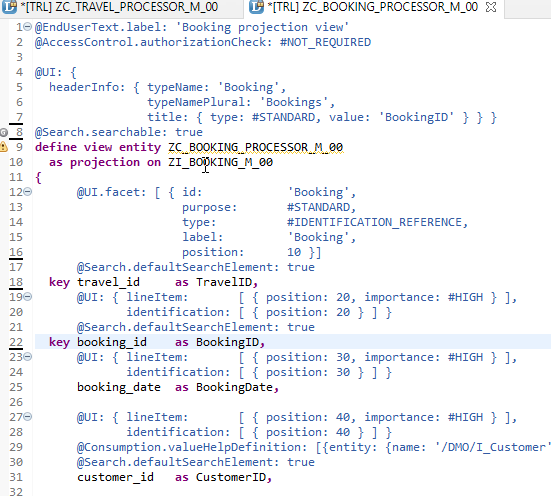 *[TRL] ZC_TRAVEL_PROCESSOR_M_00 *[TRL] ZC_BOOKING_PROCESSOR_M_00
1 @EndUserText.label: 'Booking projection view'
2 @AccessControl.authorizationCheck: #NOT_REQUIRED
3
4 @UI: {
5 headerInfo: { typeName: 'Booking',
6 typeNamePlural: 'Bookings',
7 title: { type: #STANDARD, value: 'BookingID' } } }
8 @Search.searchable: true
9 define view entity ZC_BOOKING_PROCESSOR_M_00
10 as projection on ZI_BOOKING_M_00
11 {
12 @UI.facet: [ { id: 'Booking',
13 purpose: #STANDARD,
14 type: #IDENTIFICATION_REFERENCE,
15 label: 'Booking',
16 position: 10 }]
17 @Search.defaultSearchElement: true
18 key travel_id as TravelID,
19 @UI: { lineItem: [ { position: 20, importance: #HIGH } ],
20 identification: [ { position: 20 } ] }
21 @Search.defaultSearchElement: true
22 key booking_id as BookingID,
23 @UI: { lineItem: [ { position: 30, importance: #HIGH } ],
24 identification: [ { position: 30 } ] }
25 booking_date as BookingDate,
26
27 @UI: { lineItem: [ { position: 40, importance: #HIGH } ],
28 identification: [ { position: 40 } ] }
29 @Consumption.valueHelpDefinition: [{entity: {name: '/DMO/I_Customer'
30 @Search.defaultSearchElement: true
31 customer_id as CustomerID,
32